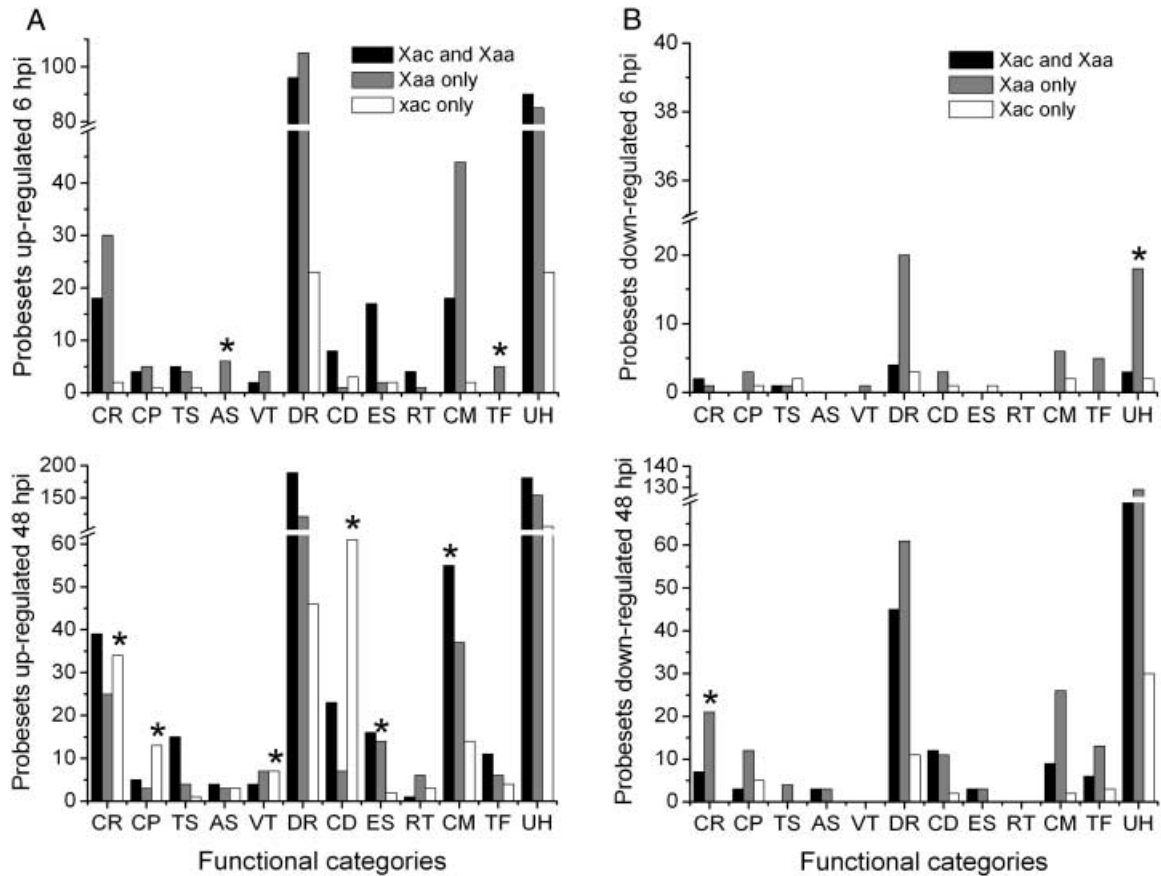 A
Probesets up-regulated 6 hpi
100
80
40
30
20
10
0
Xac and Xaa
Xaa only
xac only
* *
CR CP TS AS VT DR CD ES RT CM TF UH
B
Probesets down-regulated 6 hpi
40
38
36
20
10
0
Xac and Xaa
Xaa only
Xac only
*
CR CP TS AS VT DR CD ES RT CM TF UH
Probesets up-regulated 48 hpi
200
150
60
50
40
30
20
10
0
* * * * * *
CR CP TS AS VT DR CD ES RT CM TF UH
Functional categories
Probesets down-regulated 48 hpi
140
130
60
50
40
30
20
10
0
*
CR CP TS AS VT DR CD ES RT CM TF UH
Functional categories